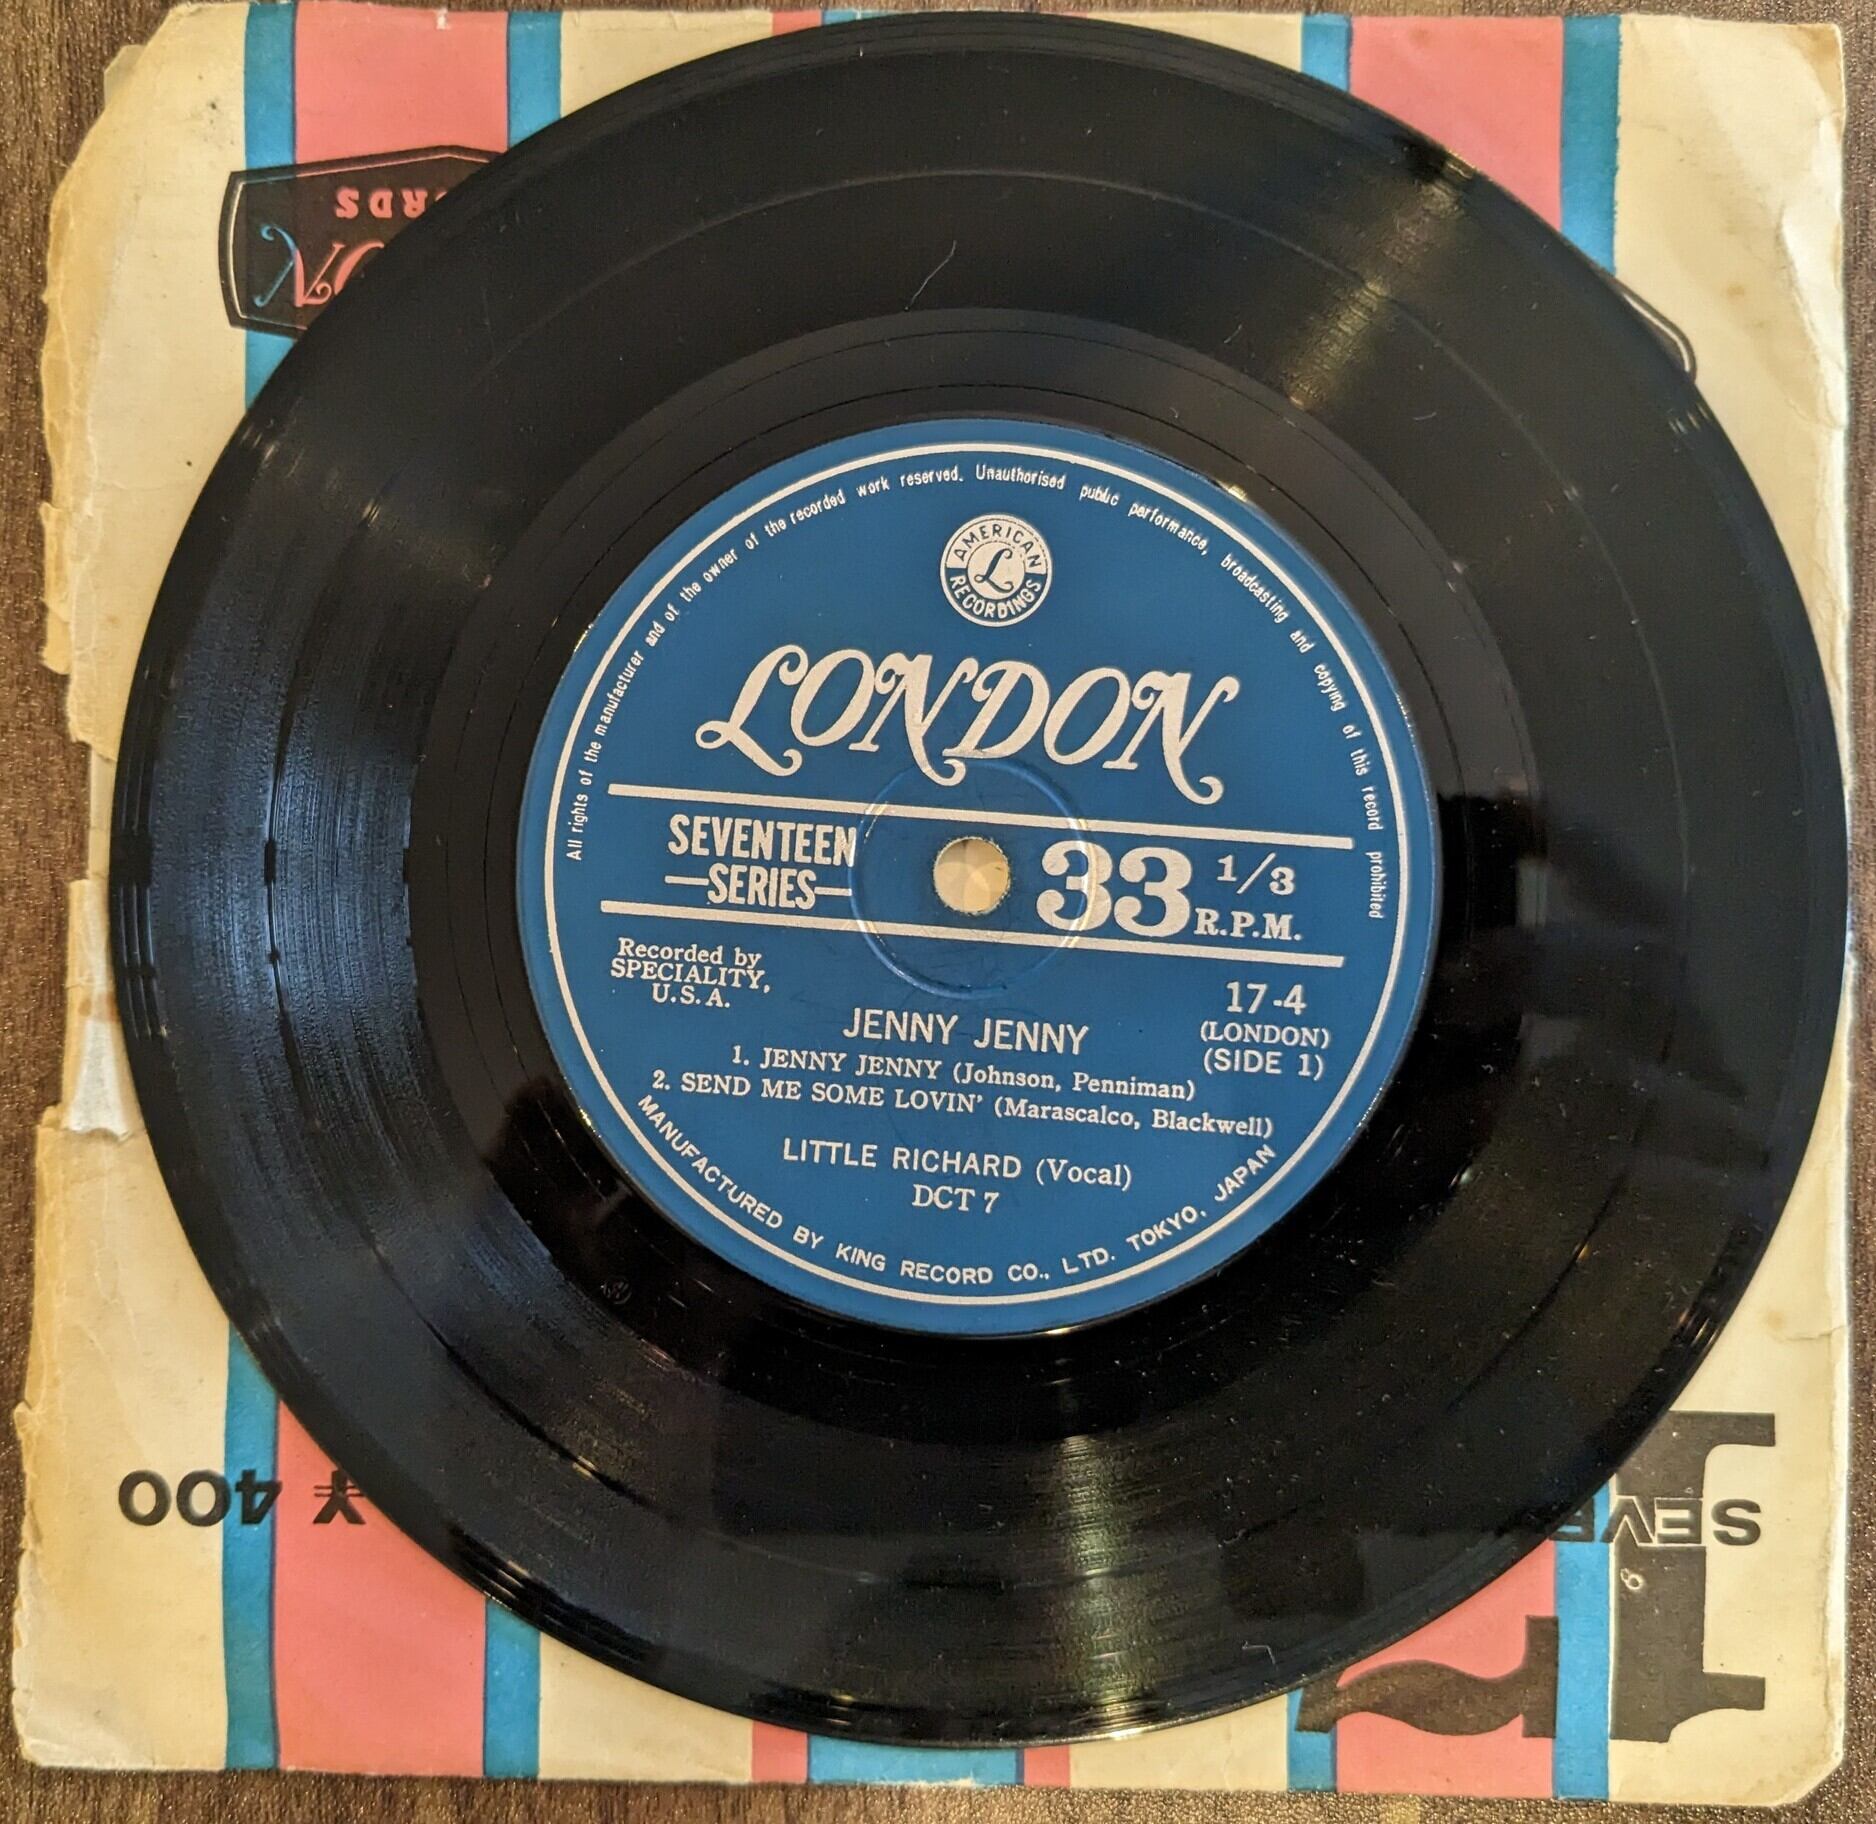 All rights of the manufacturer and of the owner of the recorded work reserved. Unauthorised public performance, broadcasting and copying of this record prohibited
AMERICAN
L
RECORDINGS
LONDON
SEVENTEEN
—SERIES—
33 1/3
R.P.M.
Recorded by
SPECIALITY,
U.S.A.
17-4
(LONDON)
(SIDE 1)
JENNY JENNY
1. JENNY JENNY (Johnson, Penniman)
2. SEND ME SOME LOVIN' (Marascalco, Blackwell)
LITTLE RICHARD (Vocal)
DCT 7
MANUFACTURED BY KING RECORD CO., LTD. TOKYO, JAPAN
¥ 400
SEVE
17